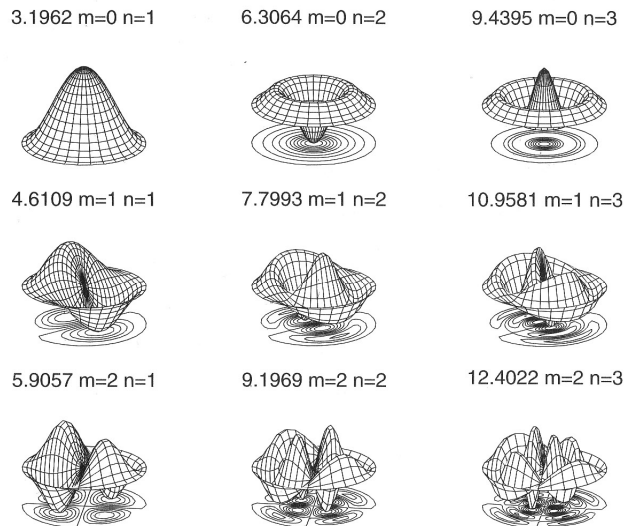 3.1962 m=0 n=1
6.3064 m=0 n=2
9.4395 m=0 n=3
4.6109 m=1 n=1
7.7993 m=1 n=2
10.9581 m=1 n=3
5.9057 m=2 n=1
9.1969 m=2 n=2
12.4022 m=2 n=3